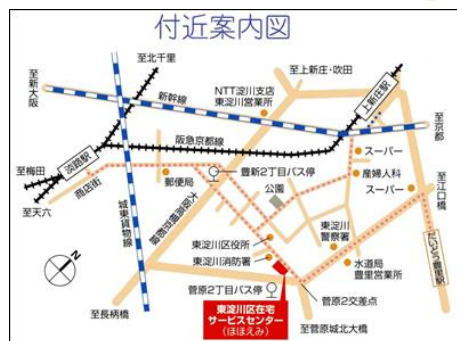 付近案内図
至北千里
至新大阪
新幹線
NTT淀川支店
東淀川営業所
至上新庄・吹田
上新庄駅
至京都
阪急京都線
スーパー
至梅田
淡路駅
商店街
至天六
郵便局
豊新2丁目バス停
産婦人科
スーパー
至江口橋
公園
城東貨物線
東淀川区役所
東淀川消防署
東淀川
警察署
水道局
豊里営業所
だいどう豊里駅
N
菅原2丁目バス停
菅原2交差点
至長柄橋
東淀川区在宅
サービスセンター
(ほほえみ)
至菅原城北大橋